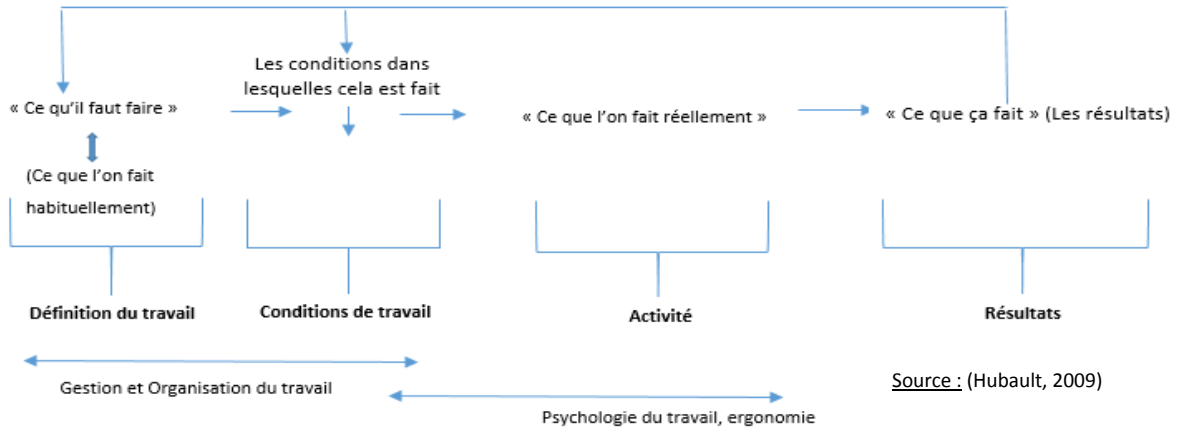 Les conditions dans
lesquelles cela est fait
« Ce qu'il faut faire »
« Ce que l'on fait réellement »
« Ce que ça fait » (Les résultats)
(Ce que l'on fait
habituellement)
Définition du travail
Conditions de travail
Activité
Résultats
Gestion et Organisation du travail
Source : (Hubault, 2009)
Psychologie du travail, ergonomie